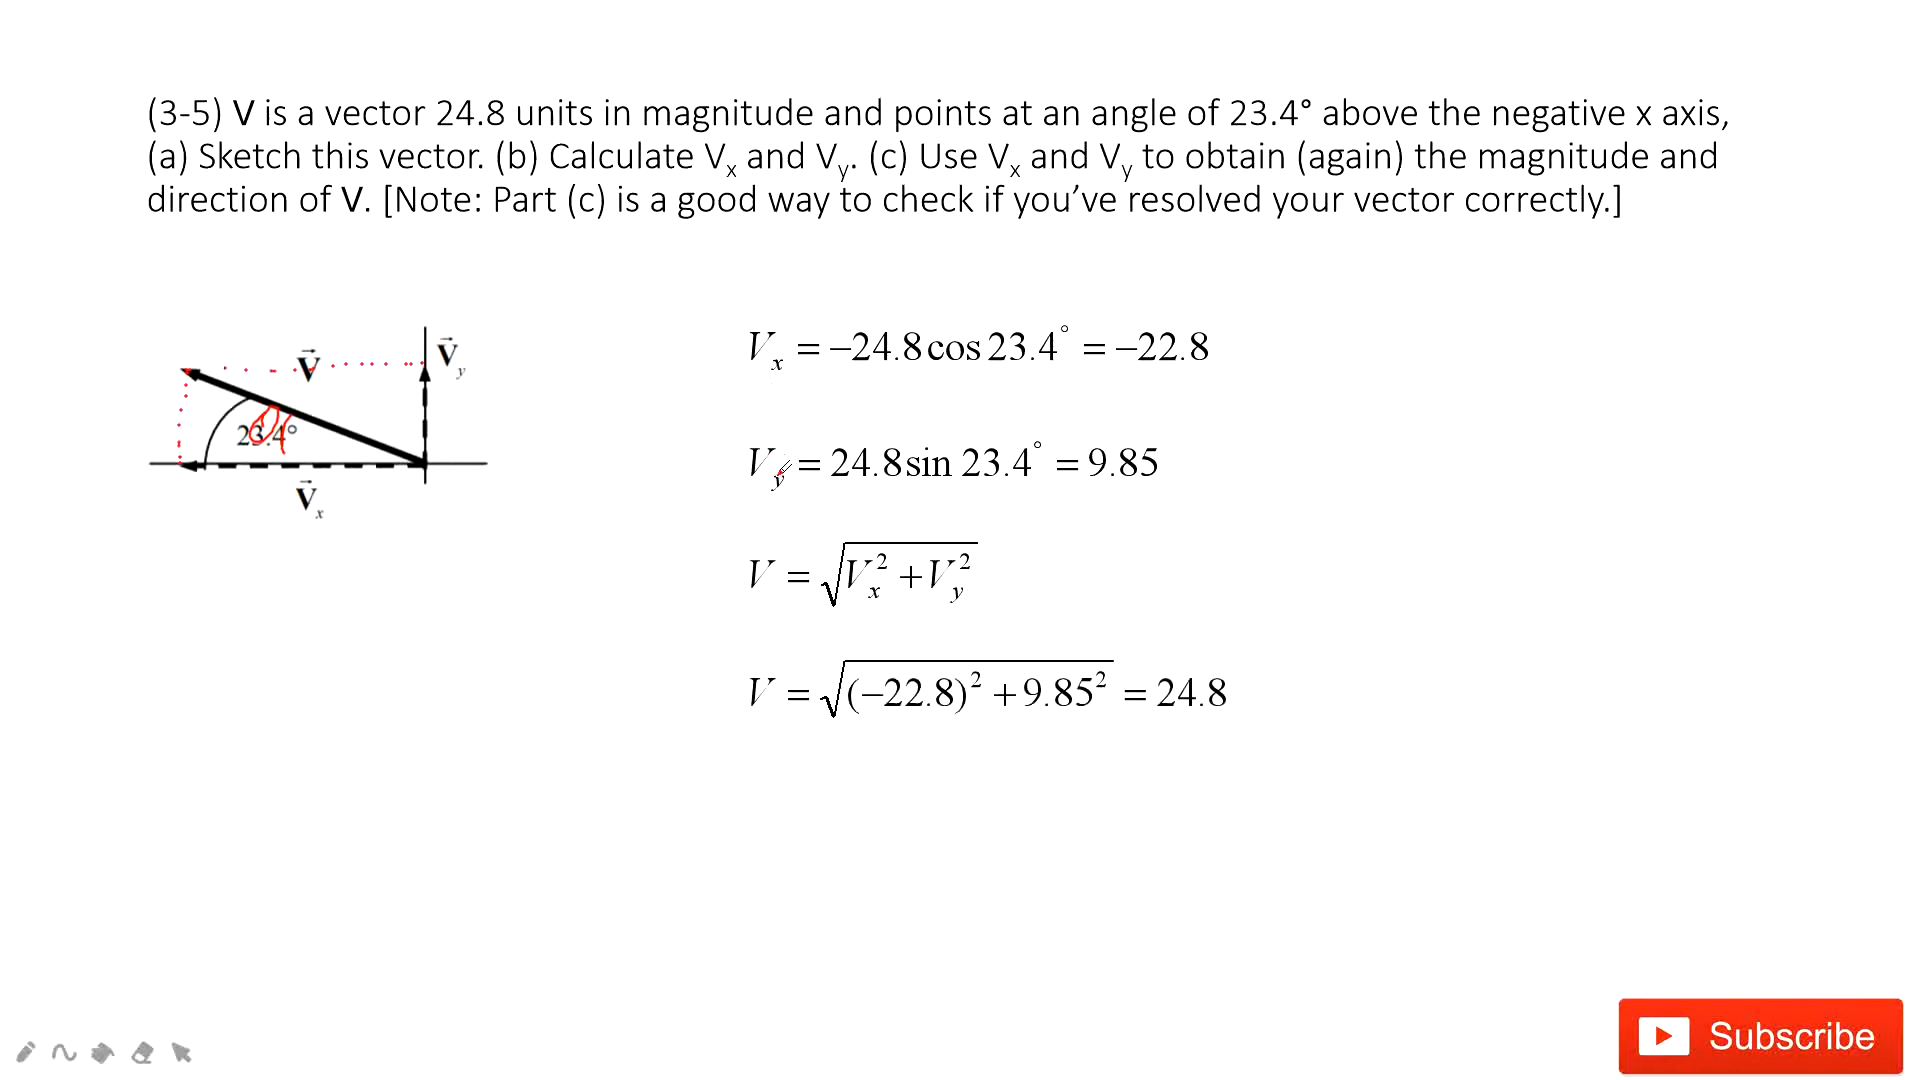 (3-5) V is a vector 24.8 units in magnitude and points at an angle of 23.4° above the negative x axis,
(a) Sketch this vector. (b) Calculate Vx and Vy. (c) Use Vx and Vy to obtain (again) the magnitude and
direction of V. [Note: Part (c) is a good way to check if you’ve resolved your vector correctly.]
V⃗
V⃗y
23.4°
V⃗x
Vx = −24.8 cos 23.4° = −22.8
Vy = 24.8 sin 23.4° = 9.85
V = √(Vx² + Vy²)
V = √((−22.8)² + 9.85²) = 24.8
Subscribe